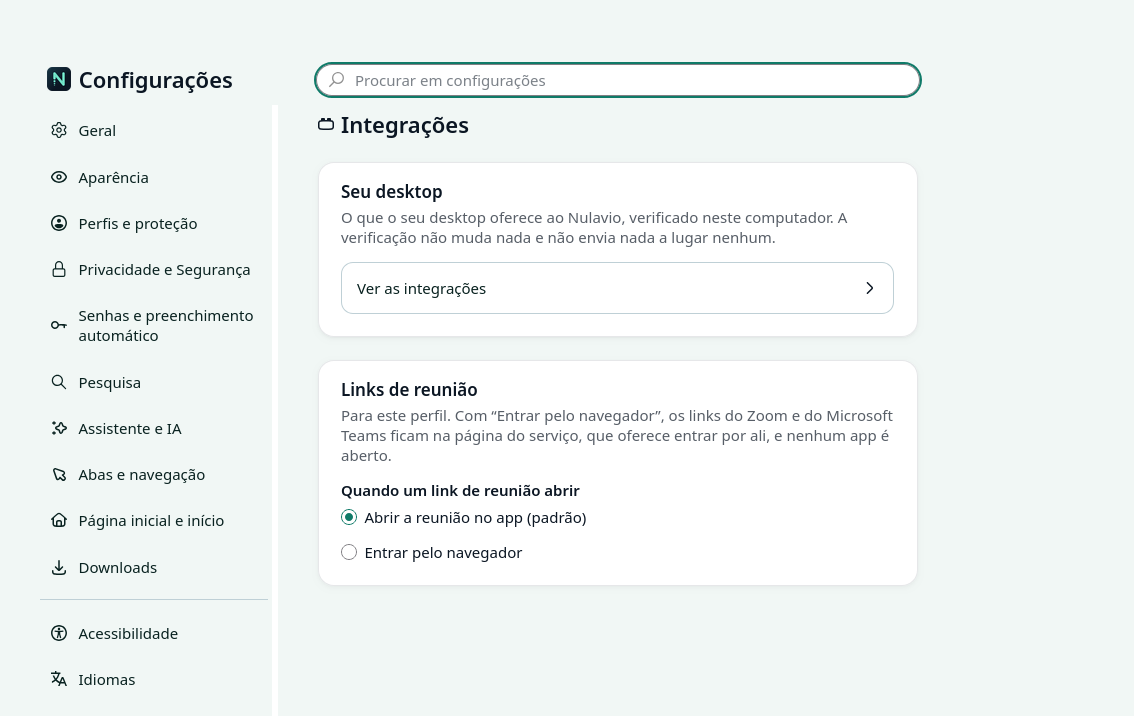 Configurações
Procurar em configurações
Geral
Aparência
Perfis e proteção
Privacidade e Segurança
Senhas e preenchimento
automático
Pesquisa
Assistente e IA
Abas e navegação
Página inicial e início
Downloads
Acessibilidade
Idiomas
Integrações
Seu desktop
O que o seu desktop oferece ao Nulavio, verificado neste computador. A
verificação não muda nada e não envia nada a lugar nenhum.
Ver as integrações
Links de reunião
Para este perfil. Com “Entrar pelo navegador”, os links do Zoom e do Microsoft
Teams ficam na página do serviço, que oferece entrar por ali, e nenhum app é
aberto.
Quando um link de reunião abrir
Abrir a reunião no app (padrão)
Entrar pelo navegador